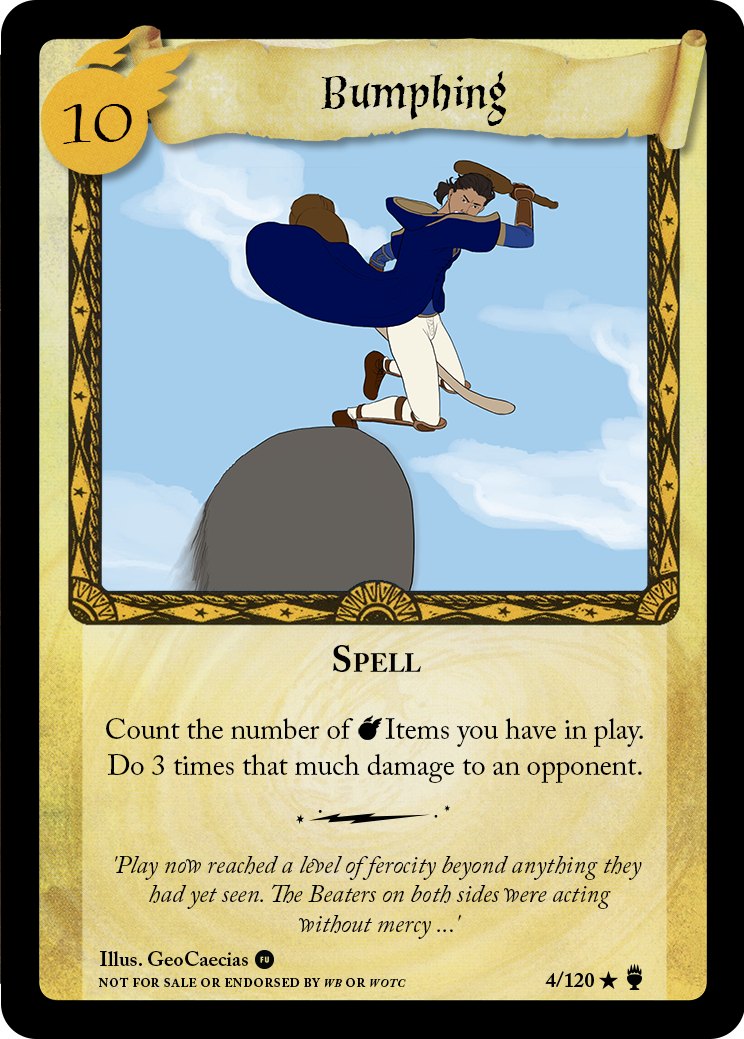 10
Bumphing
Spell
Count the number of Items you have in play.
Do 3 times that much damage to an opponent.
'Play now reached a level of ferocity beyond anything they
had yet seen. The Beaters on both sides were acting
without mercy ...'
Illus. GeoCaecias FU
NOT FOR SALE OR ENDORSED BY WB OR WOTC
4/120 ★